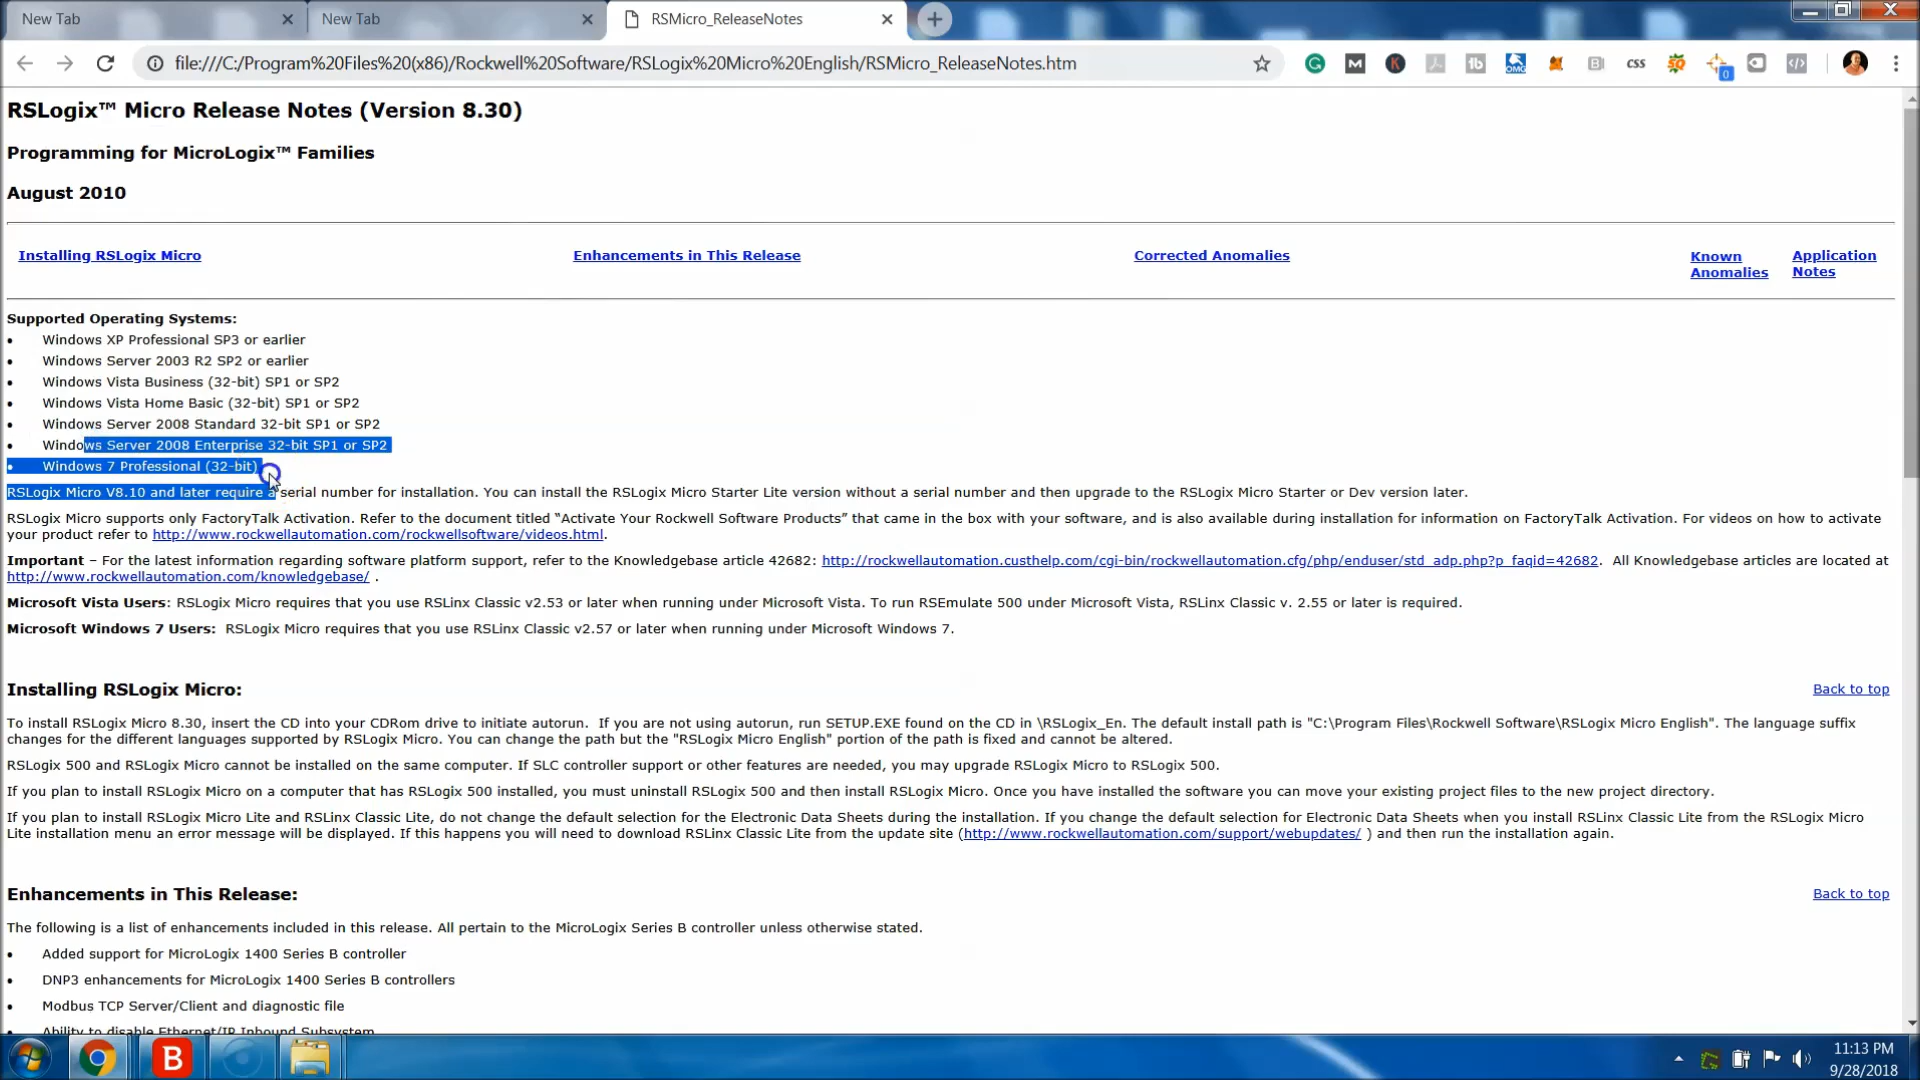 New Tab
New Tab
RSMicro_ReleaseNotes
file:///C:/Program%20Files%20(x86)/Rockwell%20Software/RSLogix%20Micro%20English/RSMicro_ReleaseNotes.htm
RSLogix™ Micro Release Notes (Version 8.30)
Programming for MicroLogix™ Families
August 2010
Installing RSLogix Micro
Enhancements in This Release
Corrected Anomalies
Known Anomalies
Application Notes
Supported Operating Systems:
• Windows XP Professional SP3 or earlier
• Windows Server 2003 R2 SP2 or earlier
• Windows Vista Business (32-bit) SP1 or SP2
• Windows Vista Home Basic (32-bit) SP1 or SP2
• Windows Server 2008 Standard 32-bit SP1 or SP2
• Windows Server 2008 Enterprise 32-bit SP1 or SP2
• Windows 7 Professional (32-bit)
RSLogix Micro V8.10 and later require a serial number for installation. You can install the RSLogix Micro Starter Lite version without a serial number and then upgrade to the RSLogix Micro Starter or Dev version later.
RSLogix Micro supports only FactoryTalk Activation. Refer to the document titled “Activate Your Rockwell Software Products” that came in the box with your software, and is also available during installation for information on FactoryTalk Activation. For videos on how to activate
your product refer to http://www.rockwellautomation.com/rockwellsoftware/videos.html.
Important – For the latest information regarding software platform support, refer to the Knowledgebase article 42682: http://rockwellautomation.custhelp.com/cgi-bin/rockwellautomation.cfg/php/enduser/std_adp.php?p_faqid=42682. All Knowledgebase articles are located at
http://www.rockwellautomation.com/knowledgebase/ .
Microsoft Vista Users: RSLogix Micro requires that you use RSLinx Classic v2.53 or later when running under Microsoft Vista. To run RSEmulate 500 under Microsoft Vista, RSLinx Classic v. 2.55 or later is required.
Microsoft Windows 7 Users: RSLogix Micro requires that you use RSLinx Classic v2.57 or later when running under Microsoft Windows 7.
Installing RSLogix Micro:
Back to top
To install RSLogix Micro 8.30, insert the CD into your CDRom drive to initiate autorun. If you are not using autorun, run SETUP.EXE found on the CD in \RSLogix_En. The default install path is "C:\Program Files\Rockwell Software\RSLogix Micro English". The language suffix
changes for the different languages supported by RSLogix Micro. You can change the path but the "RSLogix Micro English" portion of the path is fixed and cannot be altered.
RSLogix 500 and RSLogix Micro cannot be installed on the same computer. If SLC controller support or other features are needed, you may upgrade RSLogix Micro to RSLogix 500.
If you plan to install RSLogix Micro on a computer that has RSLogix 500 installed, you must uninstall RSLogix 500 and then install RSLogix Micro. Once you have installed the software you can move your existing project files to the new project directory.
If you plan to install RSLogix Micro Lite and RSLinx Classic Lite, do not change the default selection for the Electronic Data Sheets during the installation. If you change the default selection for Electronic Data Sheets when you install RSLinx Classic Lite from the RSLogix Micro
Lite installation menu an error message will be displayed. If this happens you will need to download RSLinx Classic Lite from the update site (http://www.rockwellautomation.com/support/webupdates/ ) and then run the installation again.
Enhancements in This Release:
Back to top
The following is a list of enhancements included in this release. All pertain to the MicroLogix Series B controller unless otherwise stated.
• Added support for MicroLogix 1400 Series B controller
• DNP3 enhancements for MicroLogix 1400 Series B controllers
• Modbus TCP Server/Client and diagnostic file
• Ability to disable Ethernet/IP Inbound Subsystem
11:13 PM
9/28/2018